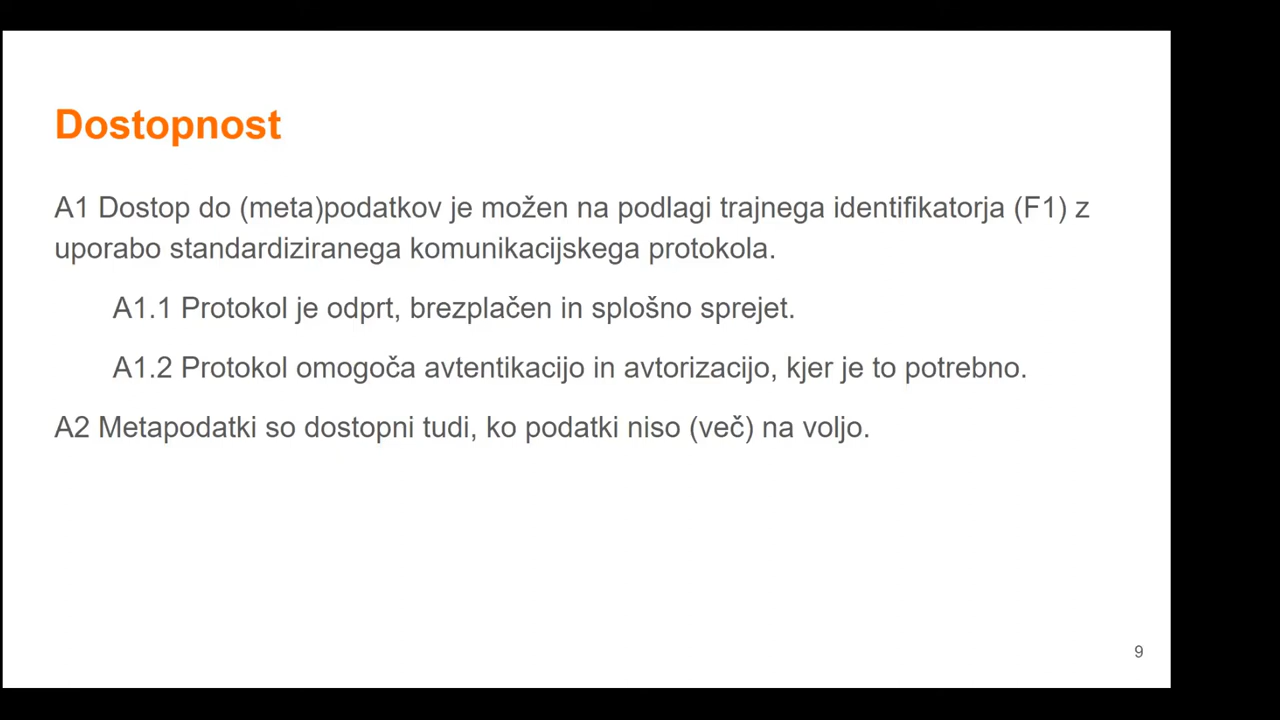 Dostopnost
A1 Dostop do (meta)podatkov je možen na podlagi trajnega identifikatorja (F1) z
uporabo standardiziranega komunikacijskega protokola.
A1.1 Protokol je odprt, brezplačen in splošno sprejet.
A1.2 Protokol omogoča avtentikacijo in avtorizacijo, kjer je to potrebno.
A2 Metapodatki so dostopni tudi, ko podatki niso (več) na voljo.
9